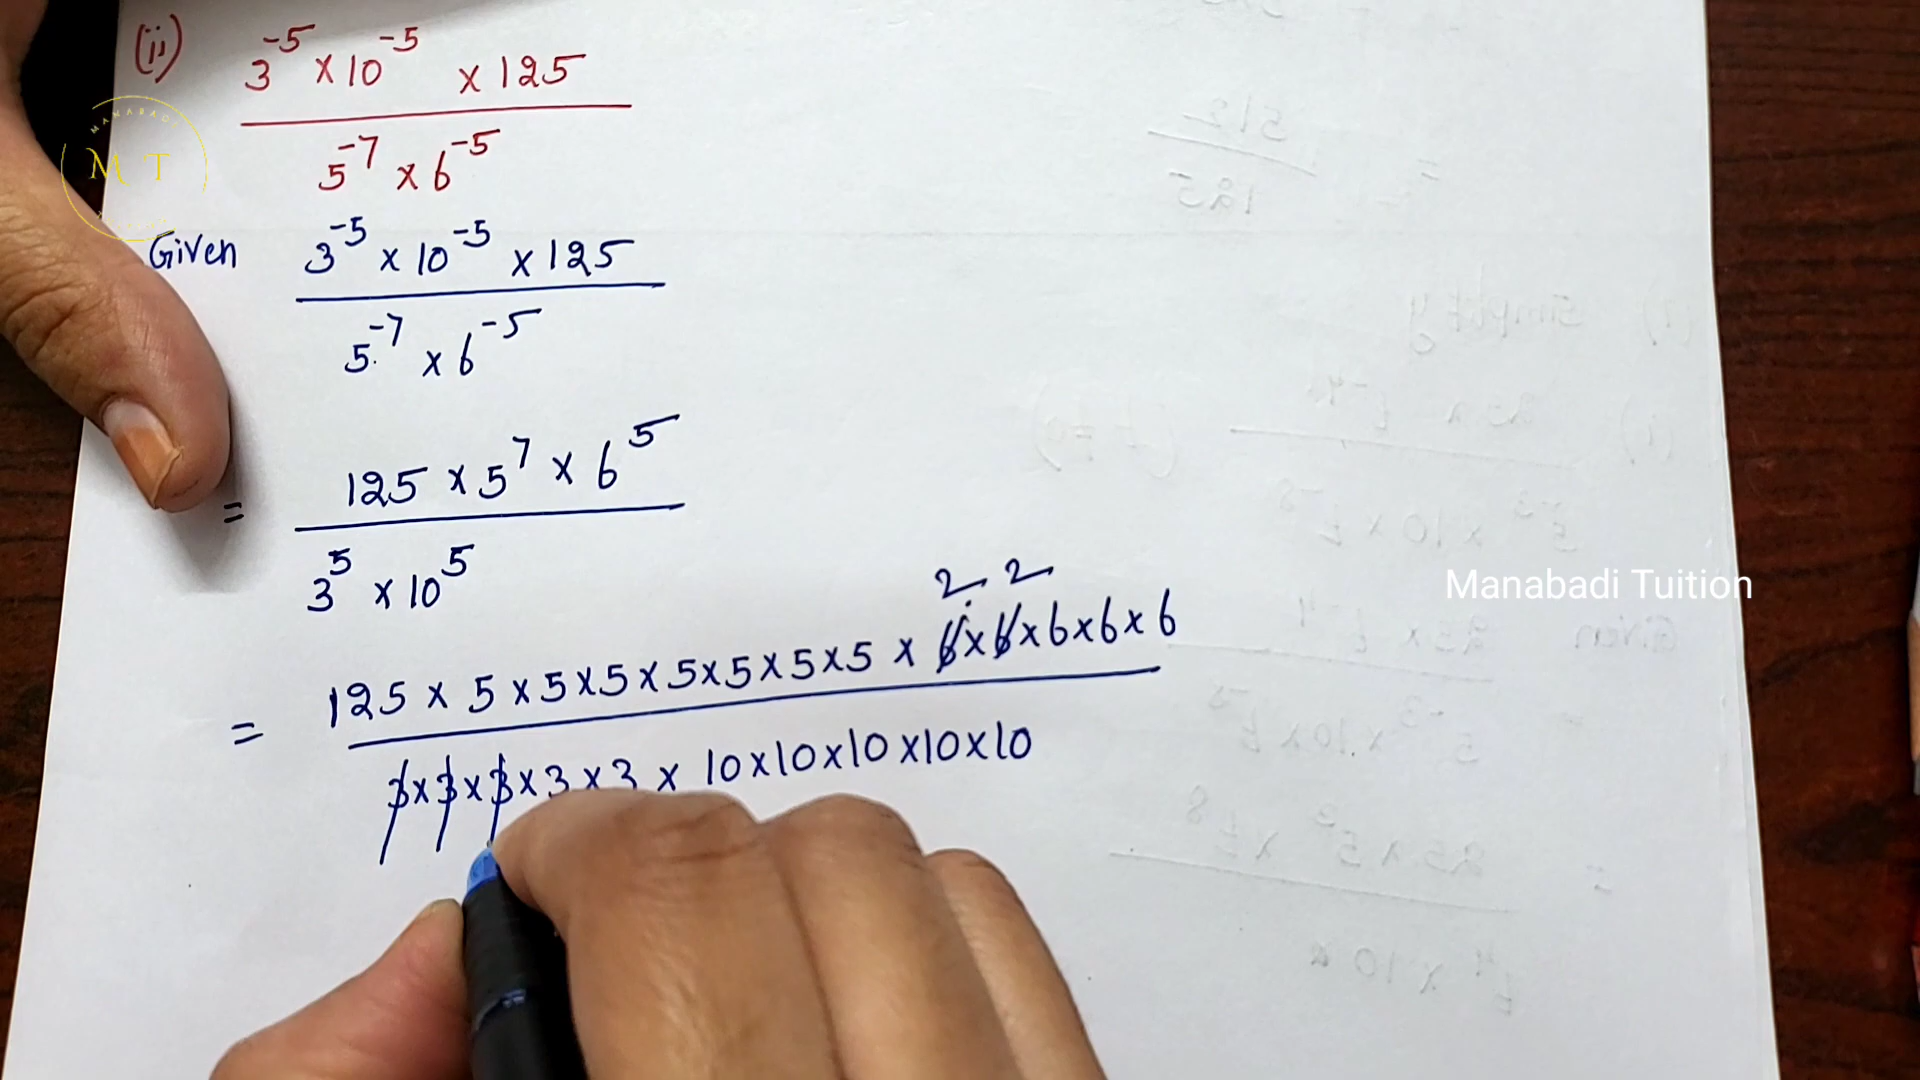 (ii) 3^-5 × 10^-5 × 125
5^-7 × 6^-5
MANABADI
M T
Given 3^-5 × 10^-5 × 125
5^-7 × 6^-5
= 125 × 5^7 × 6^5
3^5 × 10^5
2 2
= 125 × 5 × 5 × 5 × 5 × 5 × 5 × 5 × 6 × 6 × 6 × 6 × 6
3 × 3 × 3 × 3 × 3 × 10 × 10 × 10 × 10 × 10
Manabadi Tuition